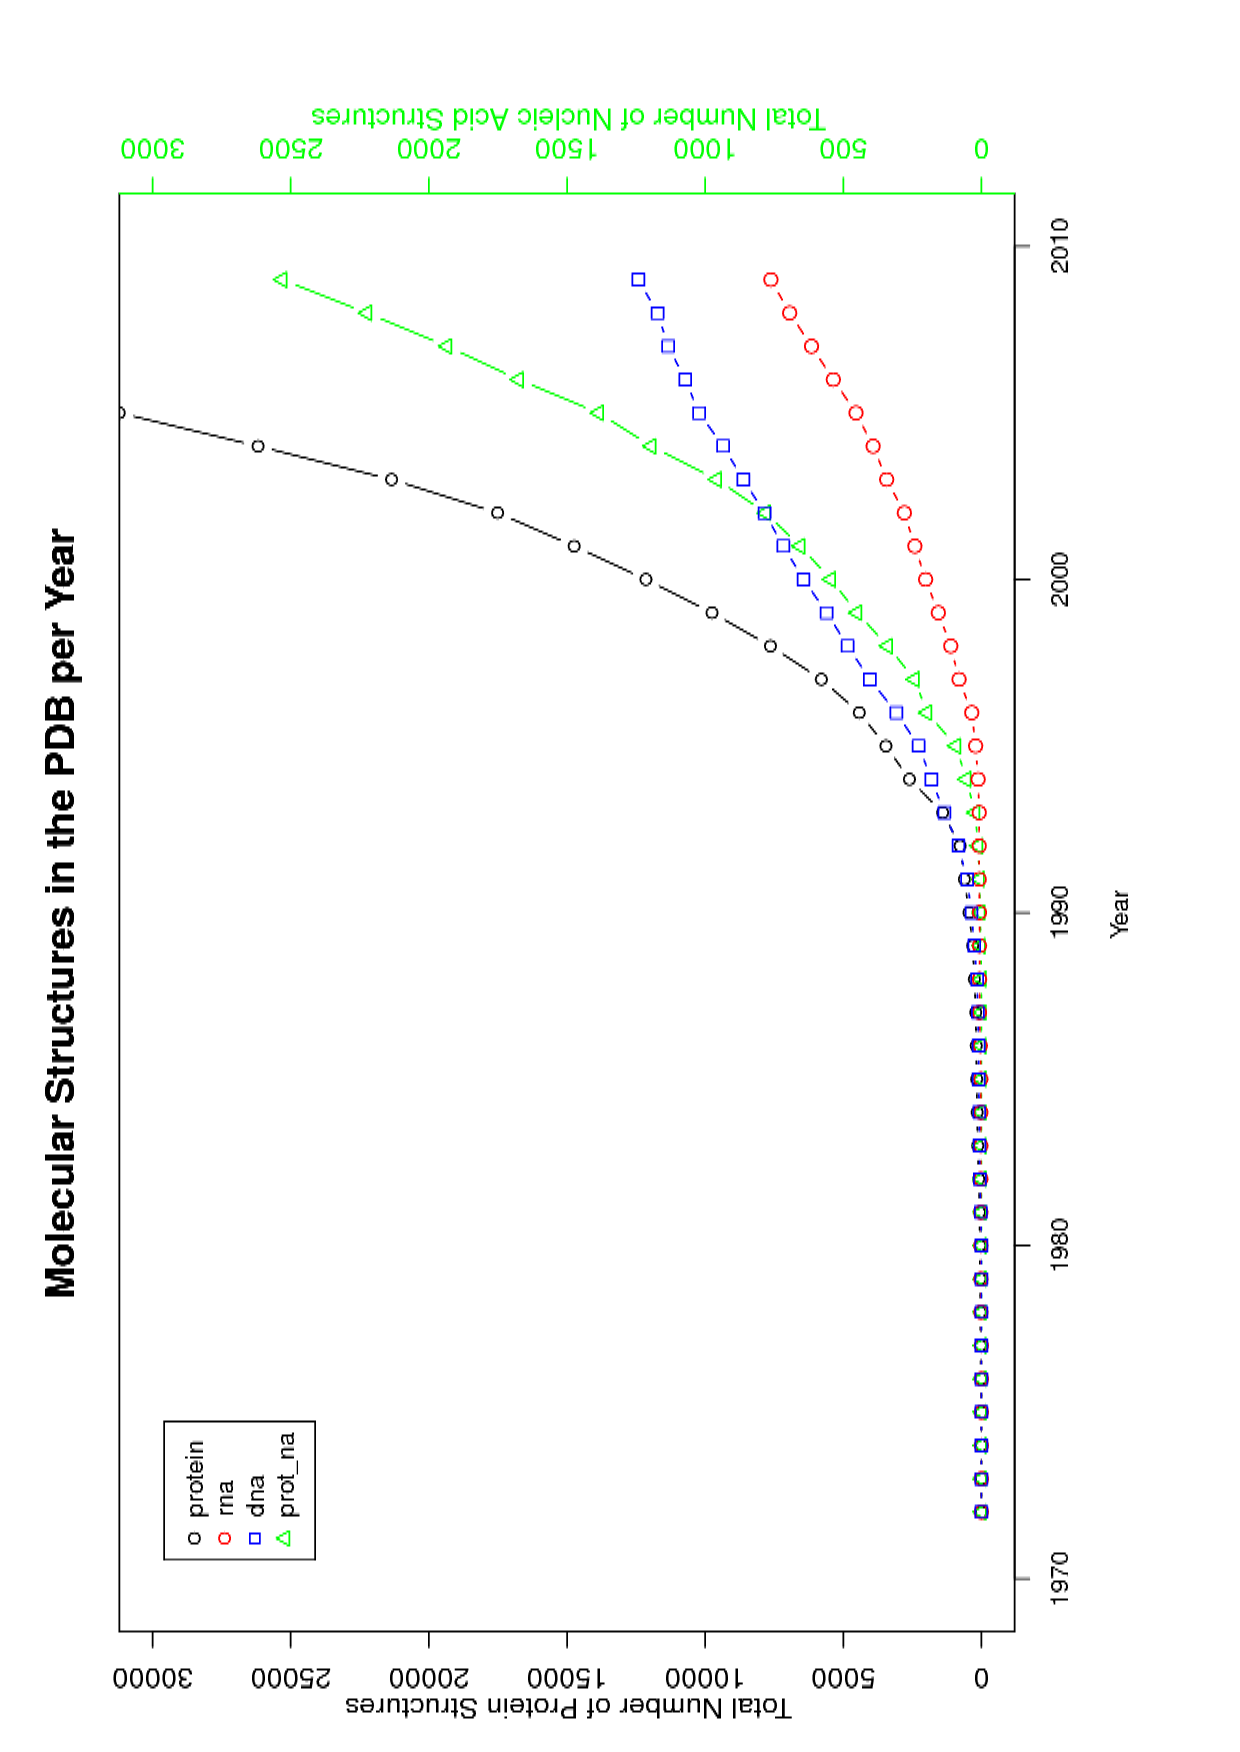 Molecular Structures in the PDB per Year
Total Number of Protein Structures
0
5000
10000
15000
20000
25000
30000
protein
rna
dna
prot_na
1970
1980
1990
2000
2010
Year
0
500
1000
1500
2000
2500
3000
Total Number of Nucleic Acid Structures